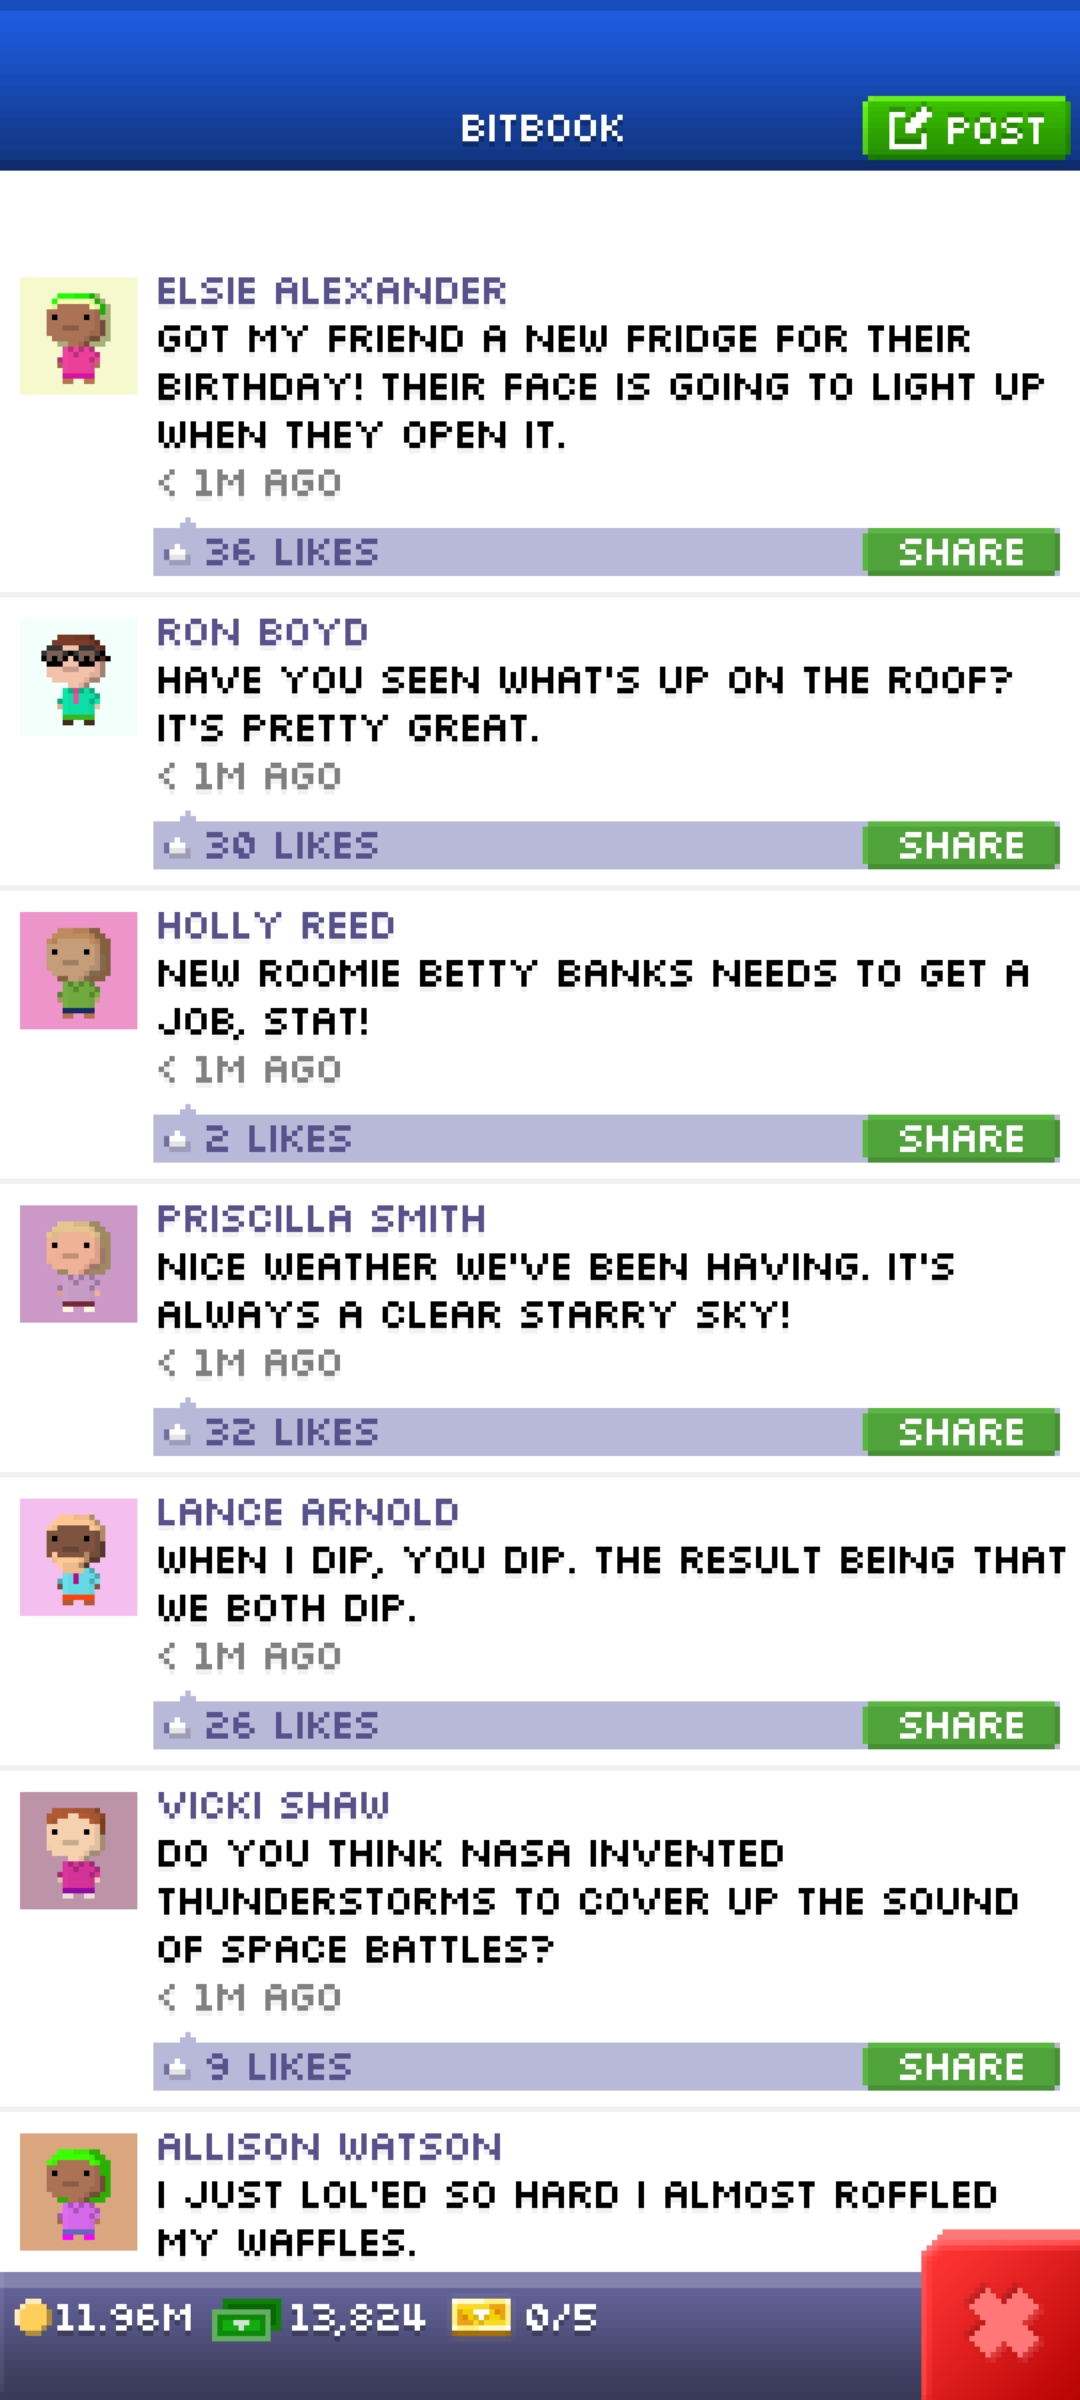 BITBOOK
POST
ELSIE ALEXANDER
GOT MY FRIEND A NEW FRIDGE FOR THEIR
BIRTHDAY! THEIR FACE IS GOING TO LIGHT UP
WHEN THEY OPEN IT.
< 1M AGO
36 LIKES
SHARE
RON BOYD
HAVE YOU SEEN WHAT'S UP ON THE ROOF?
IT'S PRETTY GREAT.
< 1M AGO
30 LIKES
SHARE
HOLLY REED
NEW ROOMIE BETTY BANKS NEEDS TO GET A
JOB, STAT!
< 1M AGO
2 LIKES
SHARE
PRISCILLA SMITH
NICE WEATHER WE'VE BEEN HAVING. IT'S
ALWAYS A CLEAR STARRY SKY!
< 1M AGO
32 LIKES
SHARE
LANCE ARNOLD
WHEN I DIP, YOU DIP. THE RESULT BEING THAT
WE BOTH DIP.
< 1M AGO
26 LIKES
SHARE
VICKI SHAW
DO YOU THINK NASA INVENTED
THUNDERSTORMS TO COVER UP THE SOUND
OF SPACE BATTLES?
< 1M AGO
9 LIKES
SHARE
ALLISON WATSON
I JUST LOL'ED SO HARD I ALMOST ROFFLED
MY WAFFLES.
11.96M 13,824 0/5